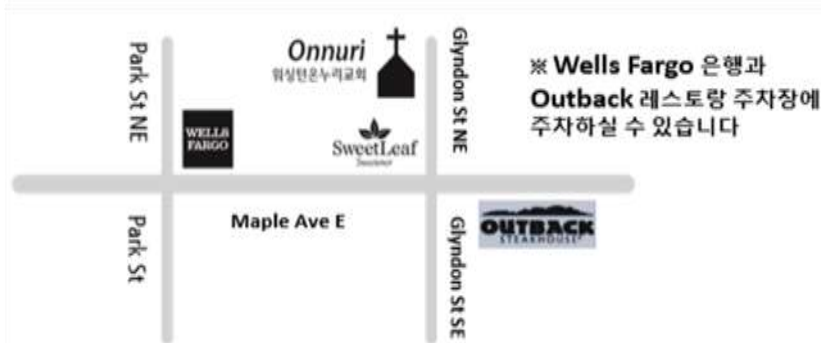 Park St NE
Onnuri
워싱턴온누리교회
Glyndon St NE
※ Wells Fargo 은행과
Outback 레스토랑 주차장에
주차하실 수 있습니다
WELLS
FARGO
SweetLeaf
Sweetener
Park St
Maple Ave E
Glyndon St SE
OUTBACK
STEAKHOUSE